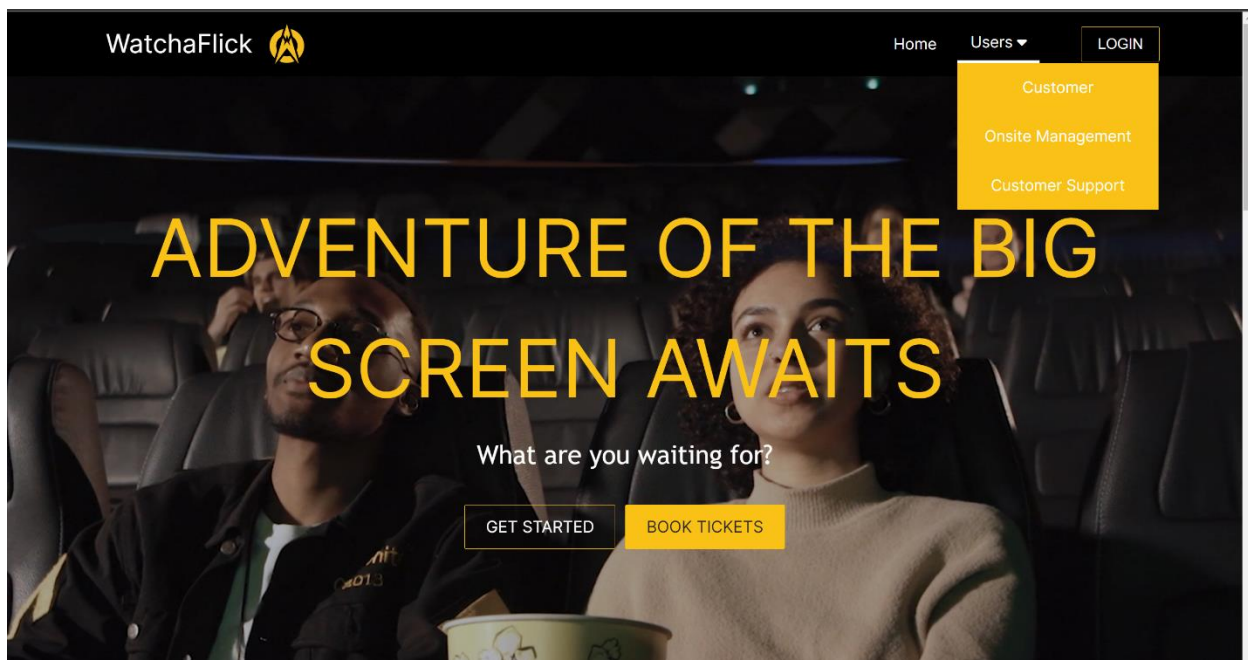 WatchaFlick
Home
Users
LOGIN
Customer
Onsite Management
Customer Support
ADVENTURE OF THE BIG
SCREEN AWAITS
What are you waiting for?
GET STARTED
BOOK TICKETS